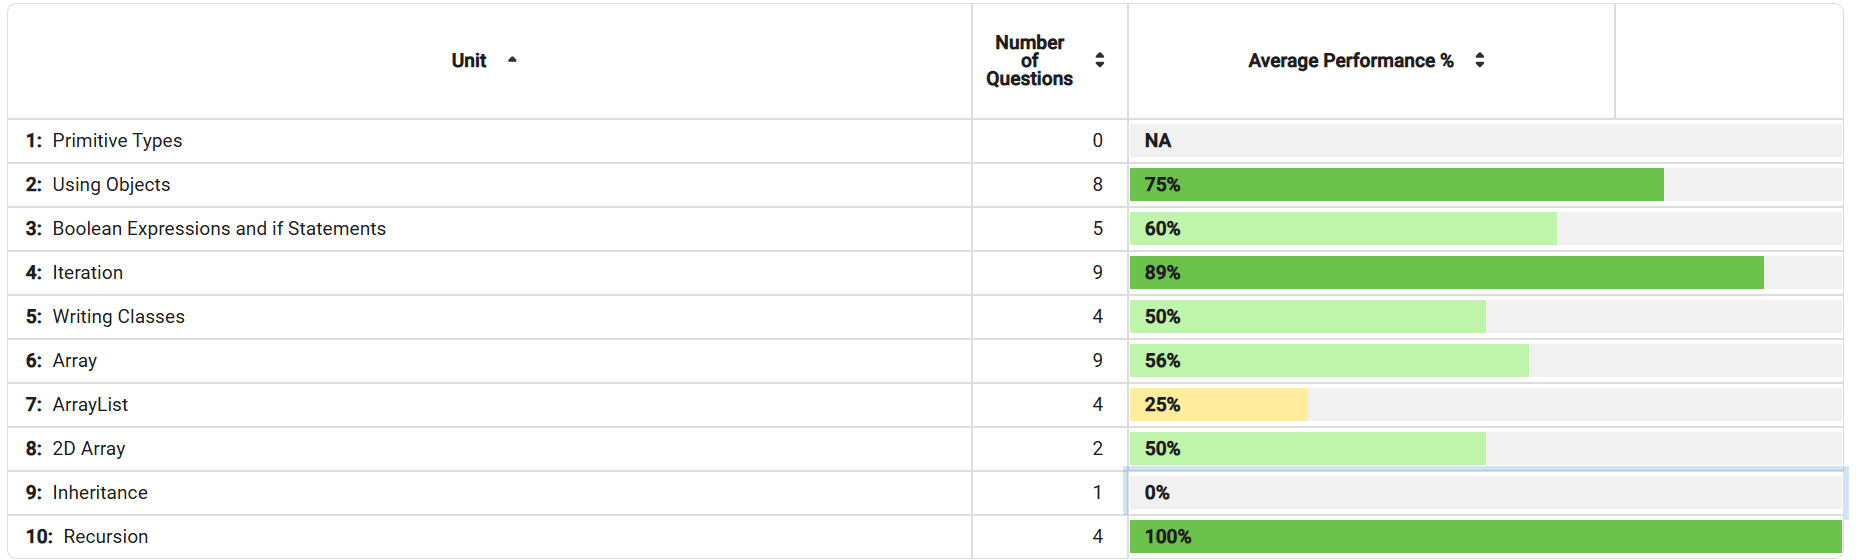 Unit
Number
of
Questions
Average Performance %
1: Primitive Types 0 NA
2: Using Objects 8 75%
3: Boolean Expressions and if Statements 5 60%
4: Iteration 9 89%
5: Writing Classes 4 50%
6: Array 9 56%
7: ArrayList 4 25%
8: 2D Array 2 50%
9: Inheritance 1 0%
10: Recursion 4 100%